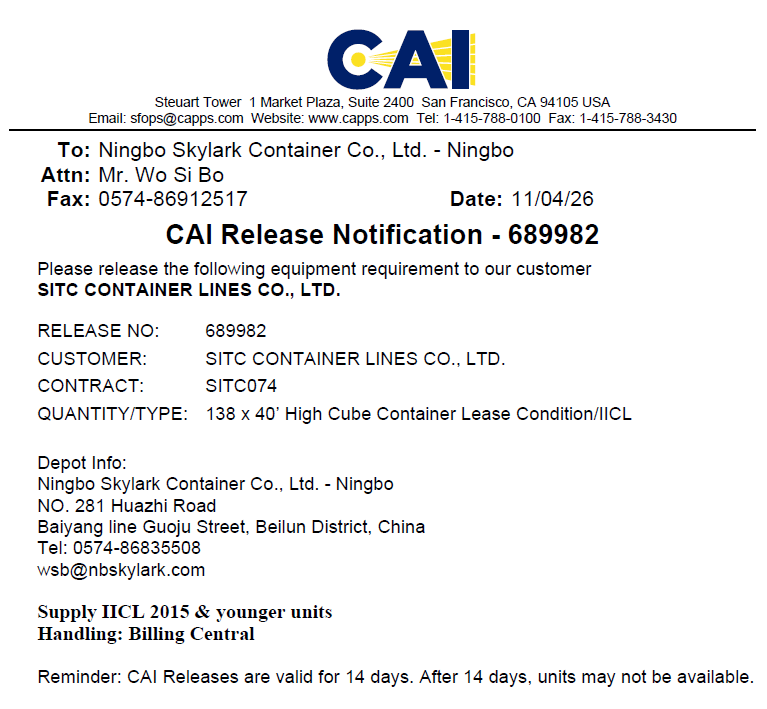 CAI
Steuart Tower 1 Market Plaza, Suite 2400 San Francisco, CA 94105 USA
Email: sfops@capps.com Website: www.capps.com Tel: 1-415-788-0100 Fax: 1-415-788-3430
To: Ningbo Skylark Container Co., Ltd. - Ningbo
Attn: Mr. Wo Si Bo
Fax: 0574-86912517 Date: 11/04/26
CAI Release Notification - 689982
Please release the following equipment requirement to our customer
SITC CONTAINER LINES CO., LTD.
RELEASE NO: 689982
CUSTOMER: SITC CONTAINER LINES CO., LTD.
CONTRACT: SITC074
QUANTITY/TYPE: 138 x 40’ High Cube Container Lease Condition/IICL
Depot Info:
Ningbo Skylark Container Co., Ltd. - Ningbo
NO. 281 Huazhi Road
Baiyang line Guoju Street, Beilun District, China
Tel: 0574-86835508
wsb@nbskylark.com
Supply IICL 2015 & younger units
Handling: Billing Central
Reminder: CAI Releases are valid for 14 days. After 14 days, units may not be available.